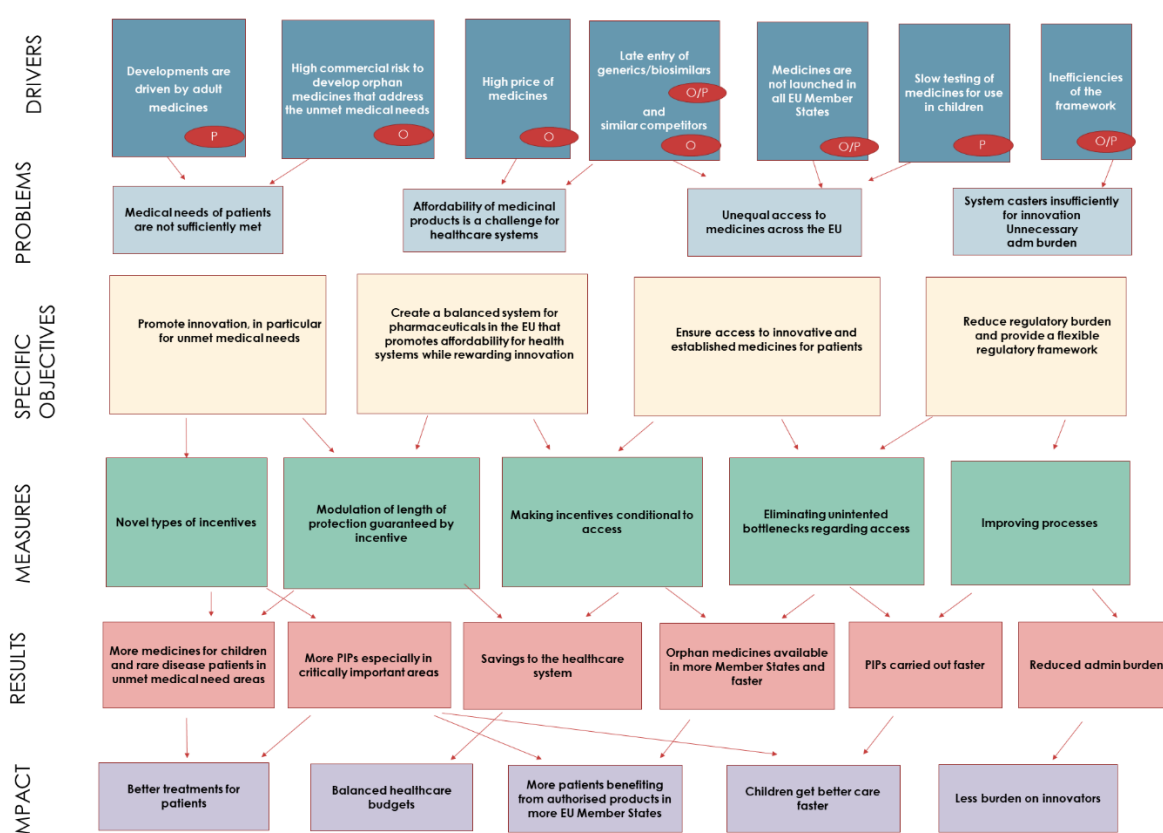 DRIVERS
Developments are
driven by adult
medicines
P
High commercial risk to
develop orphan
medicines that address
the unmet medical needs
O
High price of
medicines
O
Late entry of
generics/biosimilars
O/P
and
similar competitors
O
Medicines are
not launched in
all EU Member
States
O/P
Slow testing of
medicines for use
in children
P
Inefficiencies
of the
framework
O/P
PROBLEMS
Medical needs of patients
are not sufficiently met
Affordability of medicinal
products is a challenge for
healthcare systems
Unequal access to
medicines across the EU
System casters insufficiently
for innovation
Unnecessary
adm burden
SPECIFIC
OBJECTIVES
Promote innovation, in particular
for unmet medical needs
Create a balanced system for
pharmaceuticals in the EU that
promotes affordability for health
systems while rewarding innovation
Ensure access to innovative and
established medicines for patients
Reduce regulatory burden
and provide a flexible
regulatory framework
MEASURES
Novel types of incentives
Modulation of length of
protection guaranteed by
incentive
Making incentives conditional to
access
Eliminating unintented
bottlenecks regarding access
Improving processes
RESULTS
More medicines for children
and rare disease patients in
unmet medical need areas
More PIPs especially in
critically important areas
Savings to the healthcare
system
Orphan medicines available
in more Member States and
faster
PIPs carried out faster
Reduced admin burden
MPACT
Better treatments for
patients
Balanced healthcare
budgets
More patients benefiting
from authorised products in
more EU Member States
Children get better care
faster
Less burden on innovators